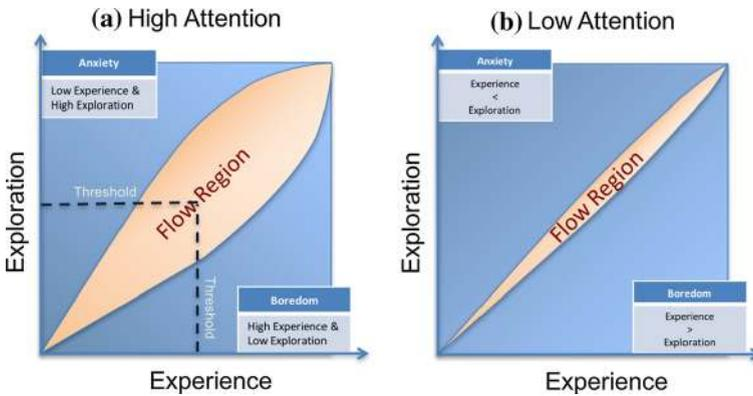 (a) High Attention
Anxiety
Low Experience &
High Exploration
Exploration
Threshold
Flow Region
Threshold
Boredom
High Experience &
Low Exploration
Experience
(b) Low Attention
Anxiety
Experience
<
Exploration
Exploration
Flow Region
Boredom
Experience
>
Exploration
Experience